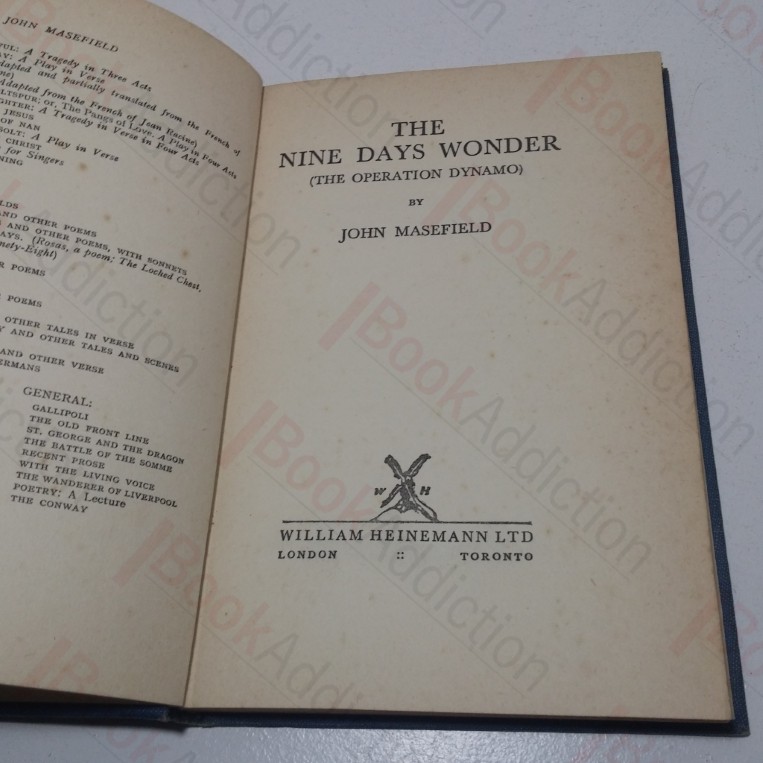 JOHN MASEFIELD
A Tragedy in Three Acts
A Play in Verse
and partially translated from the French of
Adapted from the French of Jean Racine)
or, The Pangs of Love. A Play in Four Acts
A Tragedy in Verse in Four Acts
JESUS
OF NAN
A Play in Verse
CHRIST
for Singers
AND OTHER POEMS
AND OTHER POEMS, WITH SONNETS
(Rosas, a poem; The Locked Chest,
POEMS
POEMS
OTHER TALES IN VERSE
AND OTHER TALES AND SCENES
AND OTHER VERSE
GENERAL:
GALLIPOLI
THE OLD FRONT LINE
ST. GEORGE AND THE DRAGON
THE BATTLE OF THE SOMME
RECENT PROSE
WITH THE LIVING VOICE
THE WANDERER OF LIVERPOOL
POETRY: A Lecture
THE CONWAY
THE
NINE DAYS WONDER
(THE OPERATION DYNAMO)
BY
JOHN MASEFIELD
W H
WILLIAM HEINEMANN LTD
LONDON :: TORONTO
BookAddiction
BookAddiction
BookAddiction
BookAddiction